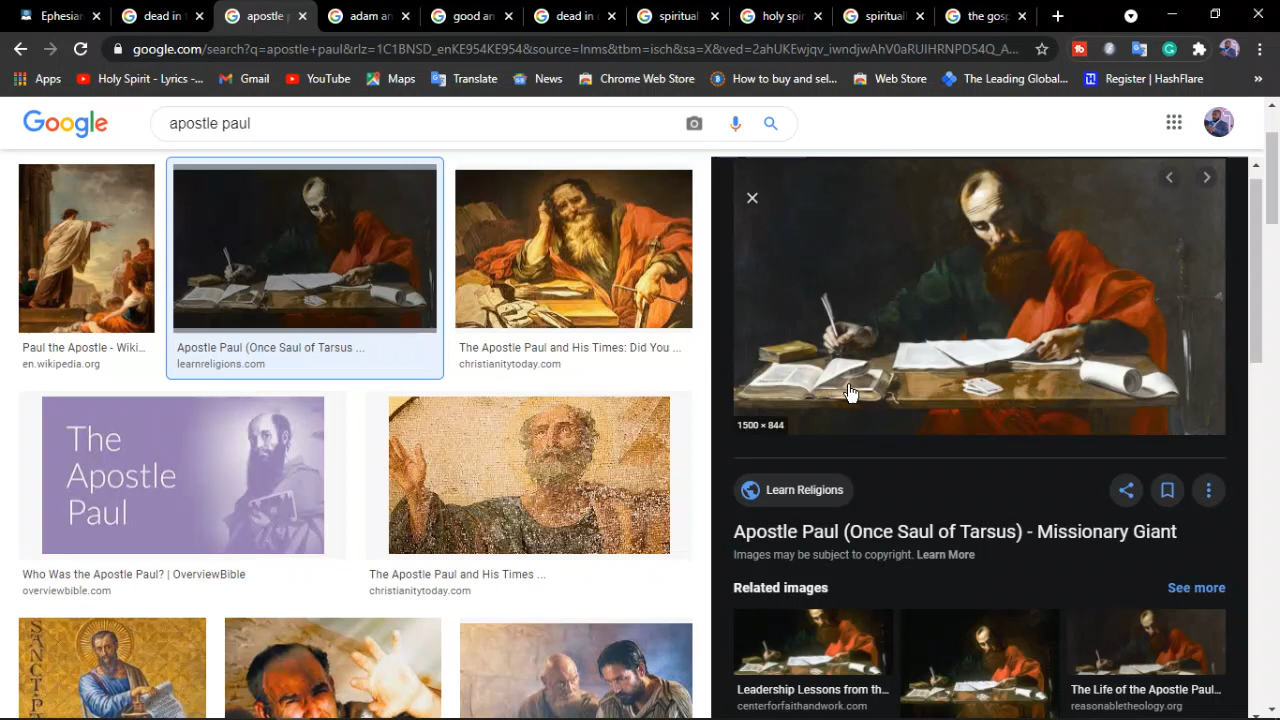 Ephesian
dead in
apostle p
adam an
good an
dead in
spiritual
holy spi
spirituall
the gosp
google.com/search?q=apostle+paul&rlz=1C1BNSD_enKE954KE954&source=lnms&tbm=isch&sa=X&ved=2ahUKEwjqv_iwndjwAhV0aRUIHRNPD54Q_A...
Apps
Holy Spirit - Lyrics -...
Gmail
YouTube
Maps
Translate
News
Chrome Web Store
How to buy and sel...
Web Store
The Leading Global...
Register | HashFlare
»
Google
apostle paul
Paul the Apostle - Wiki...
en.wikipedia.org
Apostle Paul (Once Saul of Tarsus ...
learnreligions.com
The Apostle Paul and His Times: Did You ...
christianitytoday.com
1500 × 844
The
Apostle
Paul
Who Was the Apostle Paul? | OverviewBible
overviewbible.com
The Apostle Paul and His Times ...
christianitytoday.com
Learn Religions
Apostle Paul (Once Saul of Tarsus) - Missionary Giant
Images may be subject to copyright. Learn More
Related images
See more
SANCT PA
Leadership Lessons from th...
centerforfaithandwork.com
The Life of the Apostle Paul...
reasonabletheology.org